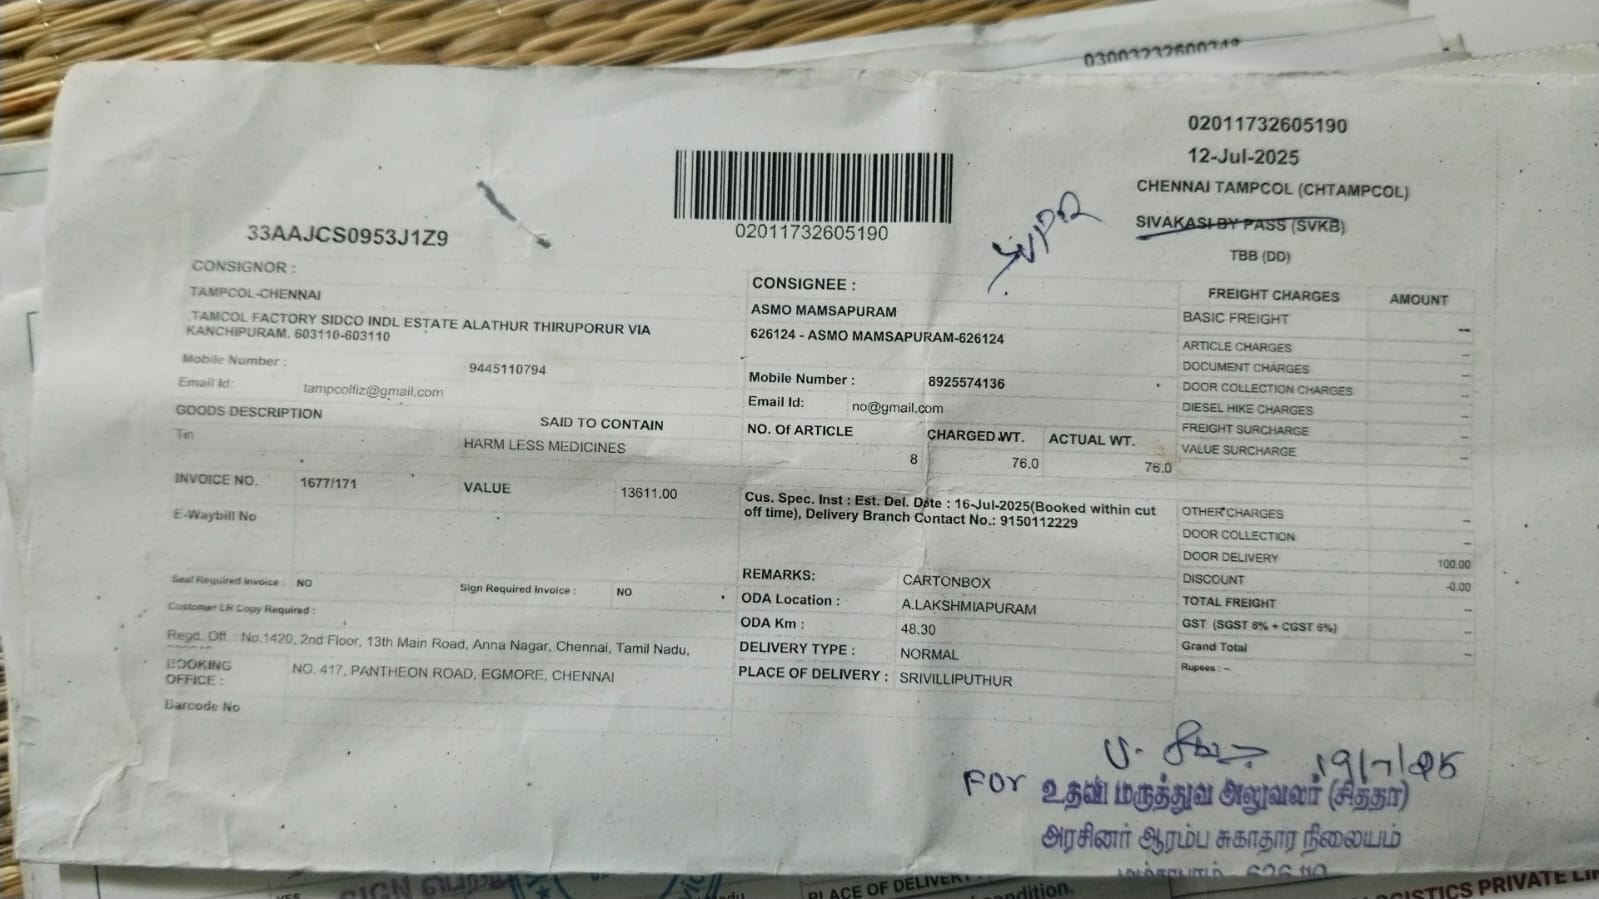 03003232600342
02011732605190
12-Jul-2025
CHENNAI TAMPCOL (CHTAMPCOL)
SIVAKASI BY PASS (SVKB)
TBB (DD)
02011732605190
33AAJCS0953J1Z9
CONSIGNOR :
TAMPCOL-CHENNAI
.TAMCOL FACTORY SIDCO INDL ESTATE ALATHUR THIRUPORUR VIA
KANCHIPURAM. 603110-603110
Mobile Number : 9445110794
Email Id: tampcolfiz@gmail.com
GOODS DESCRIPTION SAID TO CONTAIN
Tin HARM LESS MEDICINES
INVOICE NO. 1677/171 VALUE 13611.00
E-Waybill No
Seal Required Invoice : NO Sign Required Invoice : NO
Customer LR Copy Required :
Regd. Off. : No.1420, 2nd Floor, 13th Main Road, Anna Nagar, Chennai, Tamil Nadu,
BOOKING OFFICE : NO. 417, PANTHEON ROAD, EGMORE, CHENNAI
Barcode No
CONSIGNEE :
ASMO MAMSAPURAM
626124 - ASMO MAMSAPURAM-626124
Mobile Number : 8925574136
Email Id: no@gmail.com
NO. Of ARTICLE CHARGED WT. ACTUAL WT.
8 76.0 76.0
Cus. Spec. Inst : Est. Del. Date : 16-Jul-2025(Booked within cut
off time), Delivery Branch Contact No.: 9150112229
REMARKS: CARTONBOX
ODA Location : A.LAKSHMIAPURAM
ODA Km : 48.30
DELIVERY TYPE : NORMAL
PLACE OF DELIVERY : SRIVILLIPUTHUR
FREIGHT CHARGES AMOUNT
BASIC FREIGHT --
ARTICLE CHARGES --
DOCUMENT CHARGES --
DOOR COLLECTION CHARGES --
DIESEL HIKE CHARGES --
FREIGHT SURCHARGE --
VALUE SURCHARGE --
OTHER CHARGES --
DOOR COLLECTION --
DOOR DELIVERY 100.00
DISCOUNT -0.00
TOTAL FREIGHT --
GST (SGST 6% + CGST 6%) --
Grand Total --
Rupees : --
19/7/25
FOR உதவி மருத்துவ அலுவலர் (சித்தா)
அரசினர் ஆரம்ப சுகாதார நிலையம்
YES
SIGN
PLACE OF DELIVERY
condition.
OGISTICS PRIVATE LI